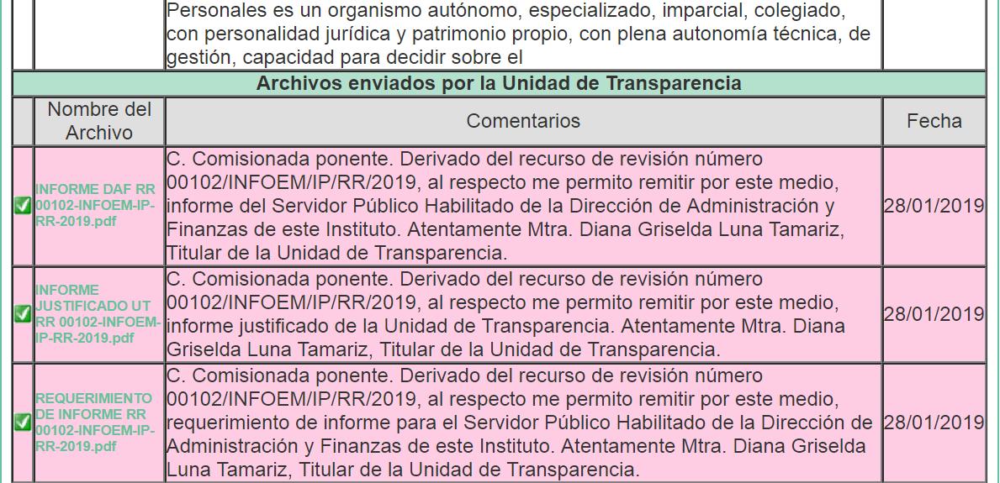 Personales es un organismo autónomo, especializado, imparcial, colegiado,
con personalidad jurídica y patrimonio propio, con plena autonomía técnica, de
gestión, capacidad para decidir sobre el
Archivos enviados por la Unidad de Transparencia
Nombre del
Archivo
Comentarios
Fecha
INFORME DAF RR
00102-INFOEM-IP-
RR-2019.pdf
C. Comisionada ponente. Derivado del recurso de revisión número
00102/INFOEM/IP/RR/2019, al respecto me permito remitir por este medio,
informe del Servidor Público Habilitado de la Dirección de Administración y
Finanzas de este Instituto. Atentamente Mtra. Diana Griselda Luna Tamariz,
Titular de la Unidad de Transparencia.
28/01/2019
INFORME
JUSTIFICADO UT
RR 00102-INFOEM-
IP-RR-2019.pdf
C. Comisionada ponente. Derivado del recurso de revisión número
00102/INFOEM/IP/RR/2019, al respecto me permito remitir por este medio,
informe justificado de la Unidad de Transparencia. Atentamente Mtra. Diana
Griselda Luna Tamariz, Titular de la Unidad de Transparencia.
28/01/2019
REQUERIMIENTO
DE INFORME RR
00102-INFOEM-IP-
RR-2019.pdf
C. Comisionada ponente. Derivado del recurso de revisión número
00102/INFOEM/IP/RR/2019, al respecto me permito remitir por este medio,
requerimiento de informe para el Servidor Público Habilitado de la Dirección de
Administración y Finanzas de este Instituto. Atentamente Mtra. Diana Griselda
Luna Tamariz, Titular de la Unidad de Transparencia.
28/01/2019